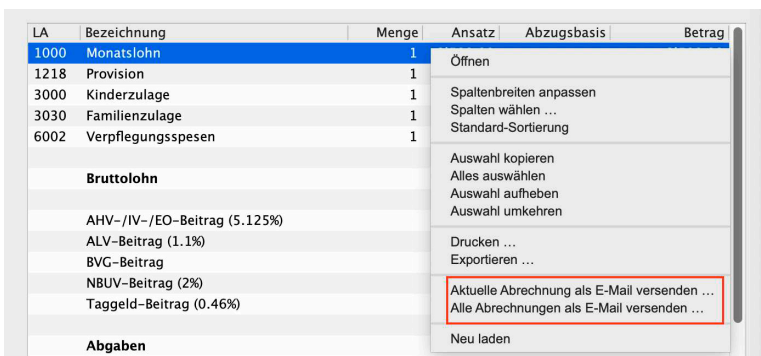 LA Bezeichnung Menge Ansatz Abzugsbasis Betrag
1000 Monatslohn 1
1218 Provision 1
3000 Kinderzulage 1
3030 Familienzulage 1
6002 Verpflegungsspesen 1
Bruttolohn
AHV-/IV-/EO-Beitrag (5.125%)
ALV-Beitrag (1.1%)
BVG-Beitrag
NBUV-Beitrag (2%)
Taggeld-Beitrag (0.46%)
Abgaben
Öffnen
Spaltenbreiten anpassen
Spalten wählen …
Standard-Sortierung
Auswahl kopieren
Alles auswählen
Auswahl aufheben
Auswahl umkehren
Drucken …
Exportieren …
Aktuelle Abrechnung als E-Mail versenden …
Alle Abrechnungen als E-Mail versenden …
Neu laden